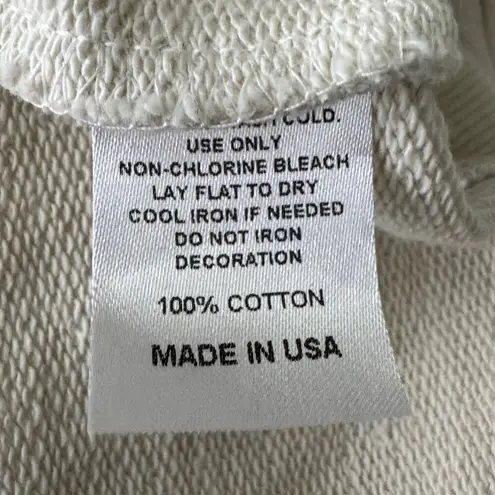 COLD.
USE ONLY
NON-CHLORINE BLEACH
LAY FLAT TO DRY
COOL IRON IF NEEDED
DO NOT IRON
DECORATION
100% COTTON
MADE IN USA